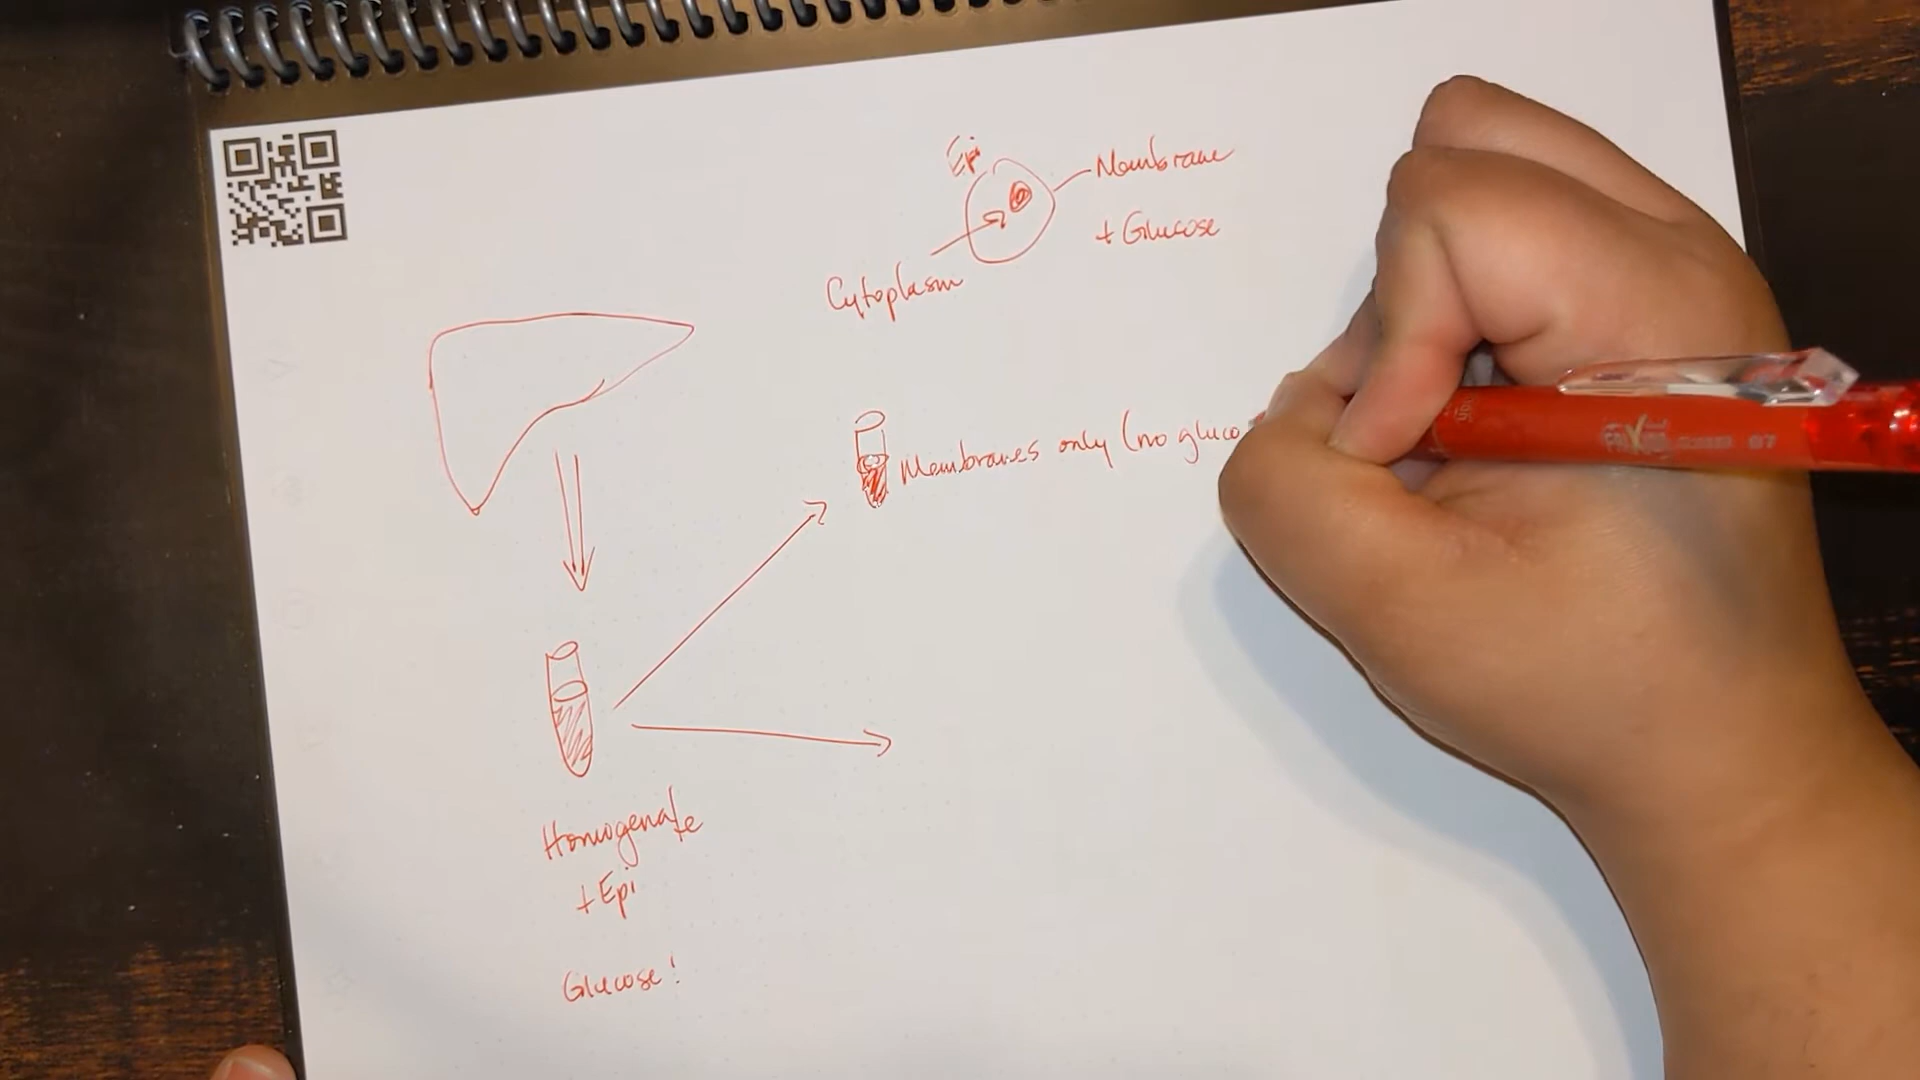 Epi
Membrane
+ Glucose
Cytoplasm
Membranes only (no gluco
Homogenate
+ Epi
Glucose!